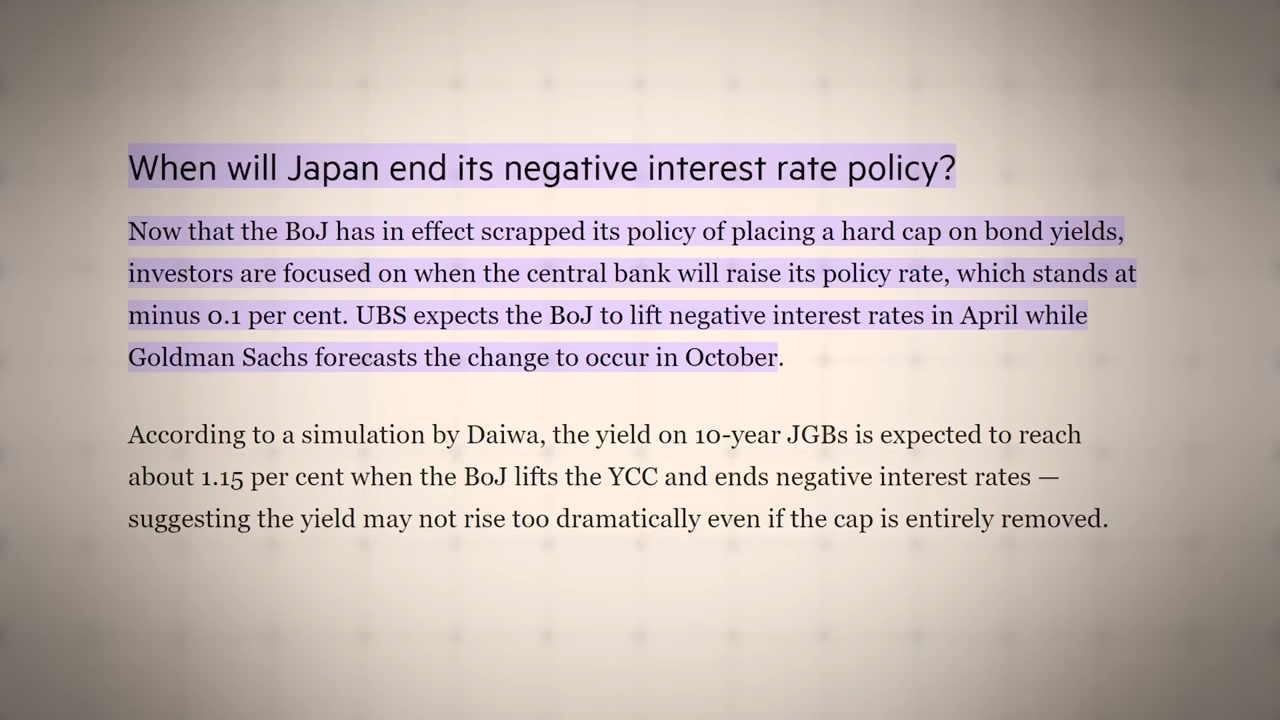 When will Japan end its negative interest rate policy?
Now that the BoJ has in effect scrapped its policy of placing a hard cap on bond yields,
investors are focused on when the central bank will raise its policy rate, which stands at
minus 0.1 per cent. UBS expects the BoJ to lift negative interest rates in April while
Goldman Sachs forecasts the change to occur in October.
According to a simulation by Daiwa, the yield on 10-year JGBs is expected to reach
about 1.15 per cent when the BoJ lifts the YCC and ends negative interest rates —
suggesting the yield may not rise too dramatically even if the cap is entirely removed.